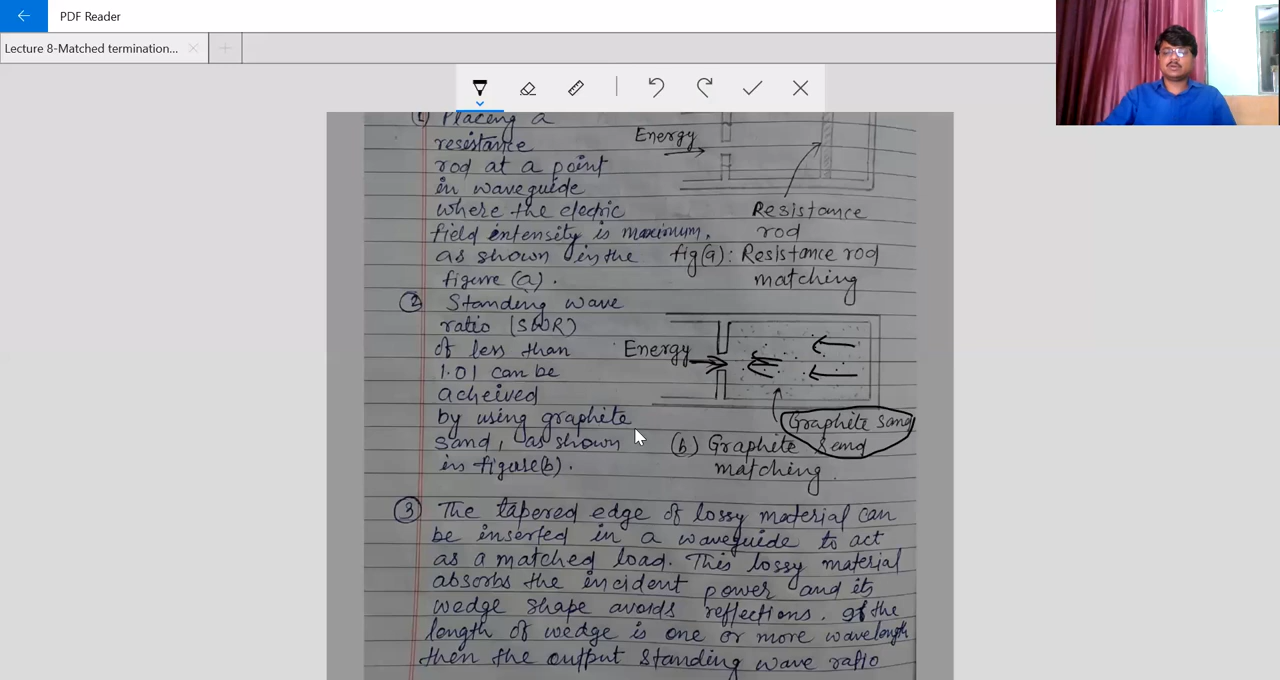 PDF Reader
Lecture 8-Matched termination...
(1) Placing a
resistance
rod at a point
in waveguide
where the electric
field intensity is maximum,
as shown in the
figure (a).
Energy
Resistance
rod
fig(a): Resistance rod
matching
(2) Standing wave
ratio (SWR)
of less than
1.01 can be
acheived
by using graphite
sand, as shown
in figure(b).
Energy
Graphite Sand
Sand
(b) Graphite
matching.
(3) The tapered edge of lossy material can
be inserted in a waveguide to act
as a matched load. This lossy material
absorbs the incident power and its
wedge shape avoids reflections. If the
length of wedge is one or more wavelength
then the output standing wave ratio